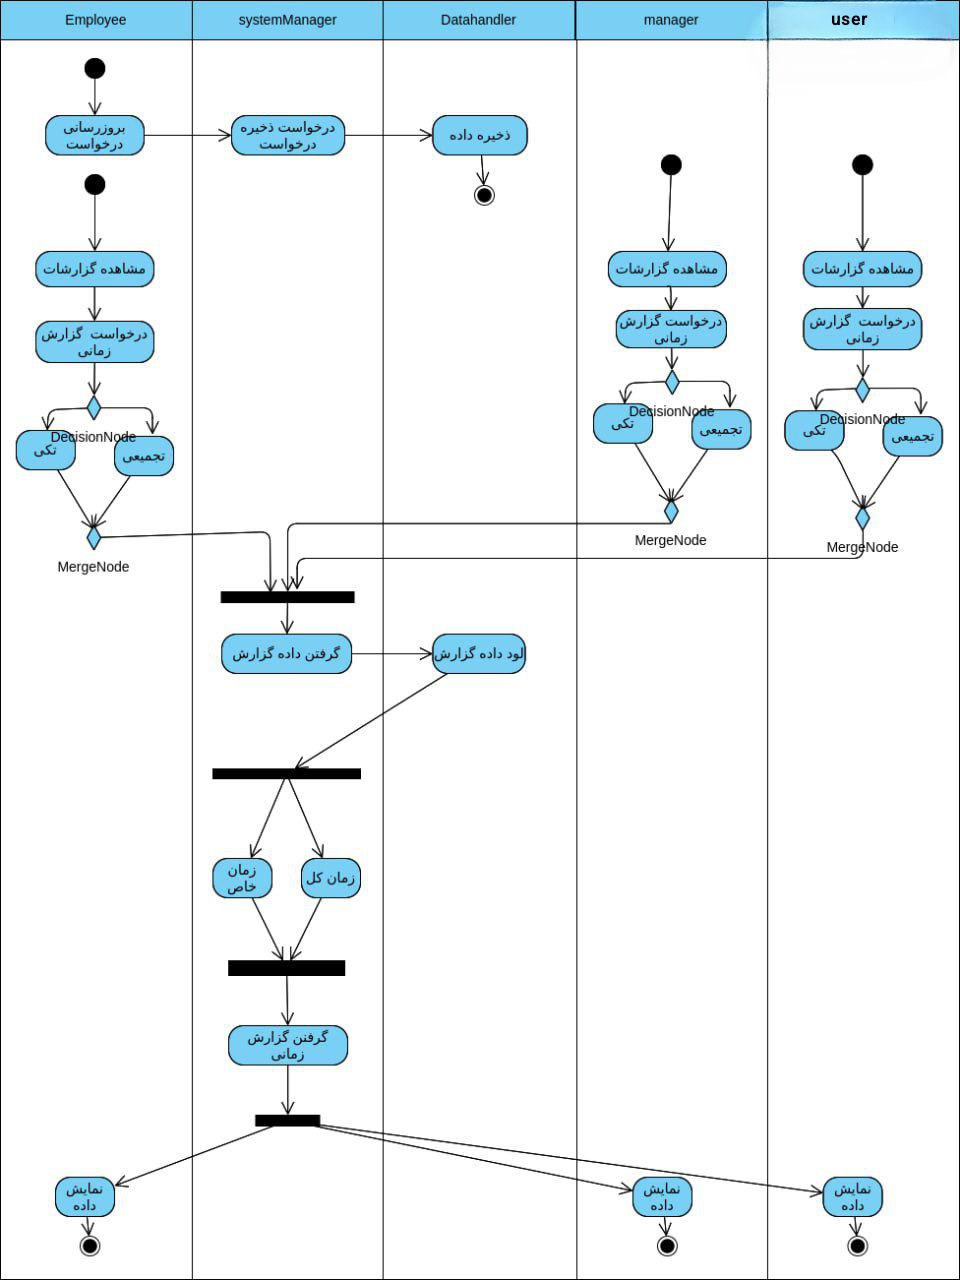 Employee
systemManager
Datahandler
manager
user
بروزرسانی
درخواست
درخواست ذخیره
درخواست
ذخیره داده
مشاهده گزارشات
مشاهده گزارشات
مشاهده گزارشات
درخواست گزارش
زمانی
درخواست گزارش
زمانی
درخواست گزارش
زمانی
DecisionNode
تکی
تجمیعی
DecisionNode
تکی
تجمیعی
DecisionNode
تکی
تجمیعی
MergeNode
MergeNode
MergeNode
گرفتن داده گزارش
لود داده گزارش
زمان
خاص
زمان کل
گرفنن گزارش
زمانی
نمایش
داده
نمایش
داده
نمایش
داده